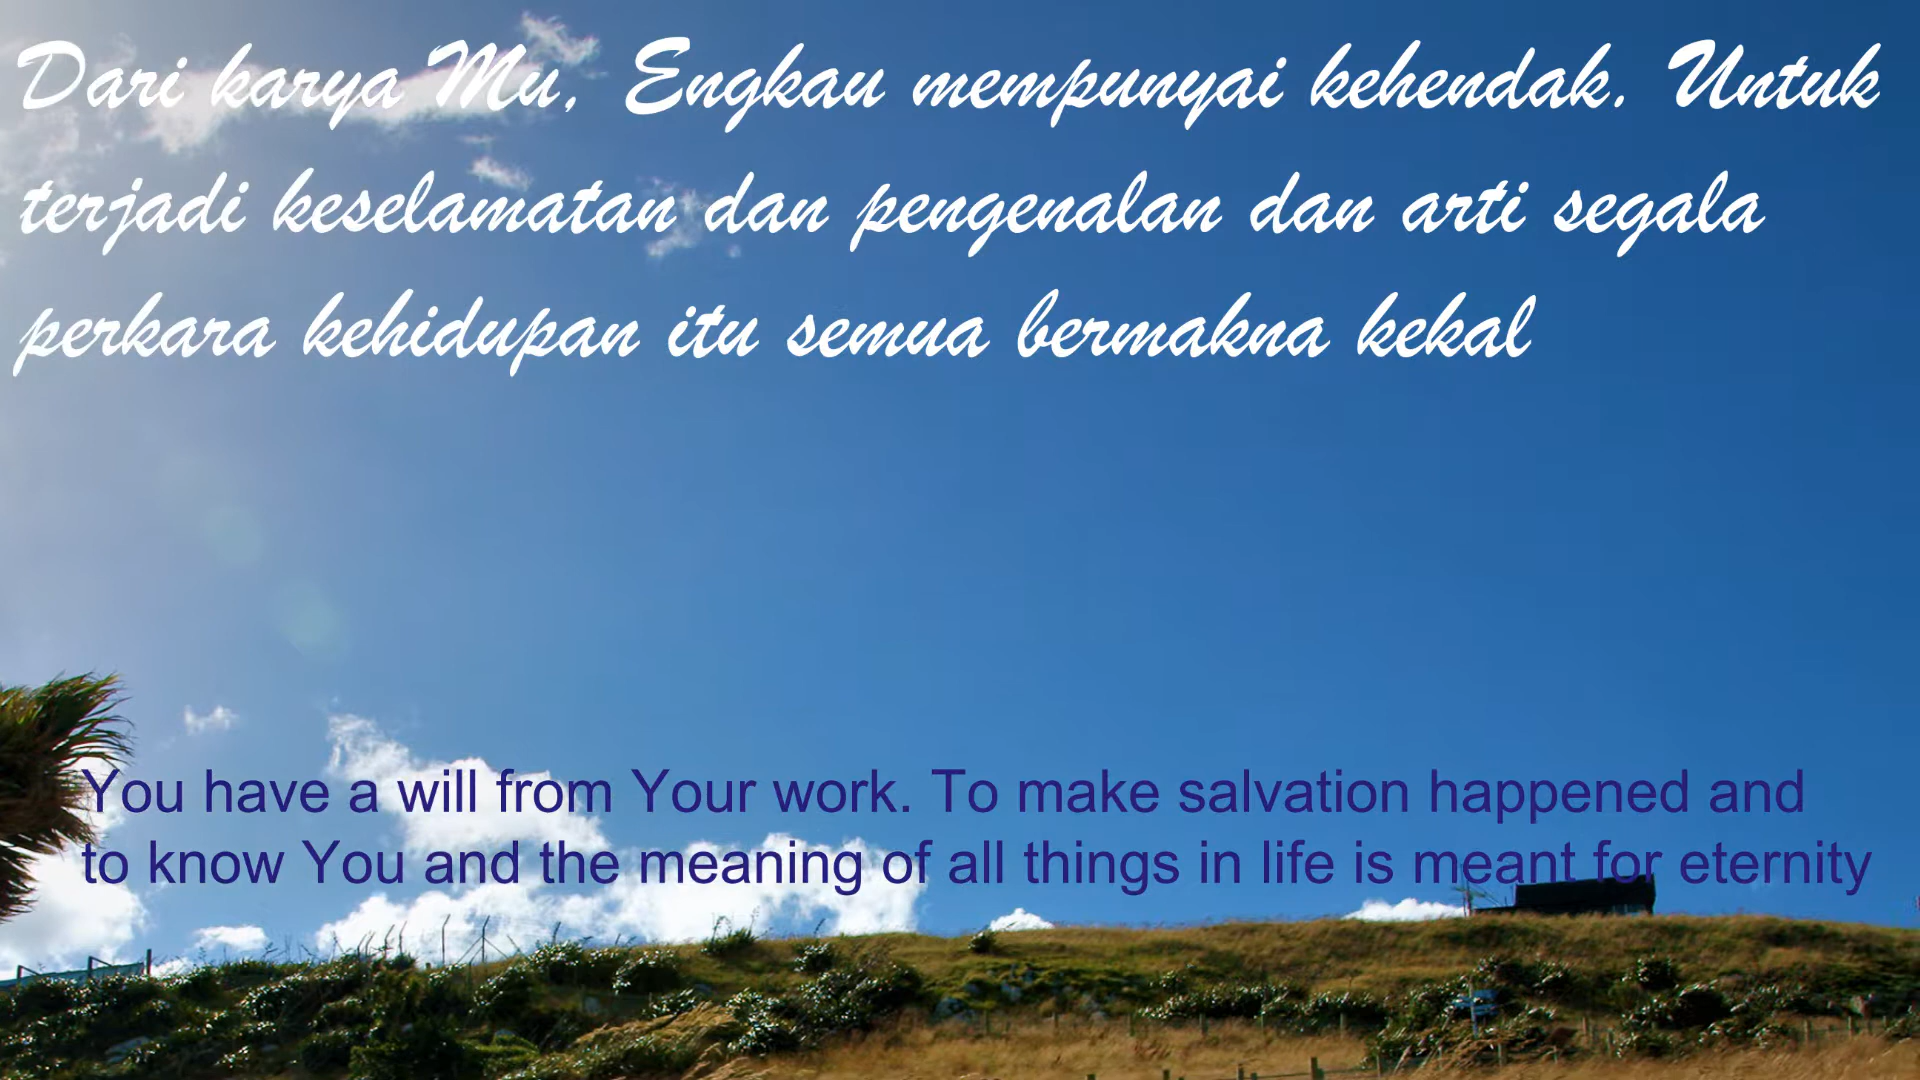 Dari karya Mu, Engkau mempunyai kehendak. Untuk
terjadi keselamatan dan pengenalan dan arti segala
perkara kehidupan itu semua bermakna kekal
You have a will from Your work. To make salvation happened and
to know You and the meaning of all things in life is meant for eternity